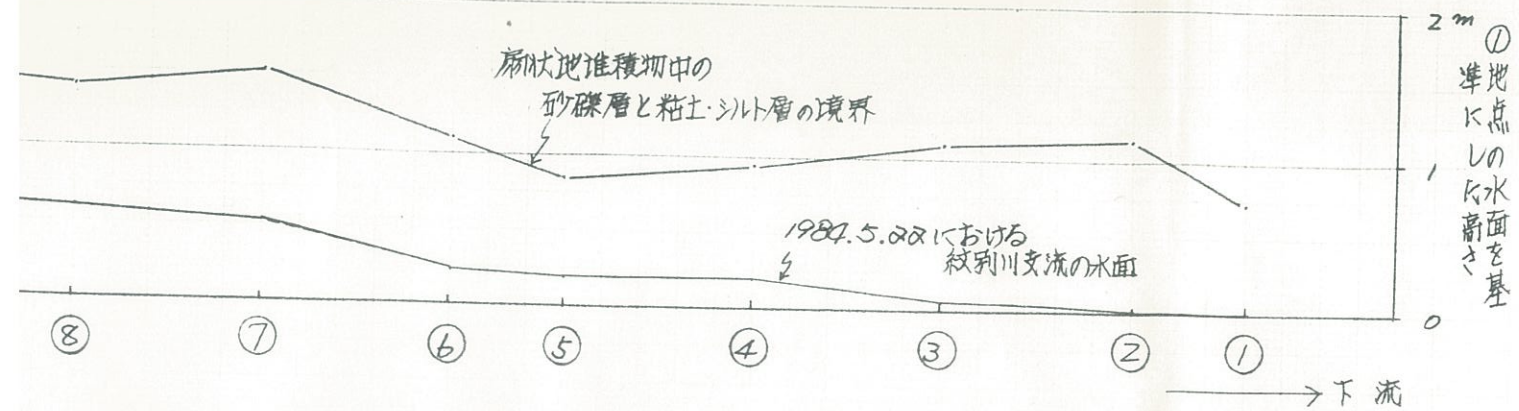 扇状地堆積物中の
砂礫層と粘土・シルト層の境界
1984.5.22における
紋別川支流の水面
2m
1
0
①地点の水面を基
準にした高さ
⑧ ⑦ ⑥ ⑤ ④ ③ ② ①
→下流